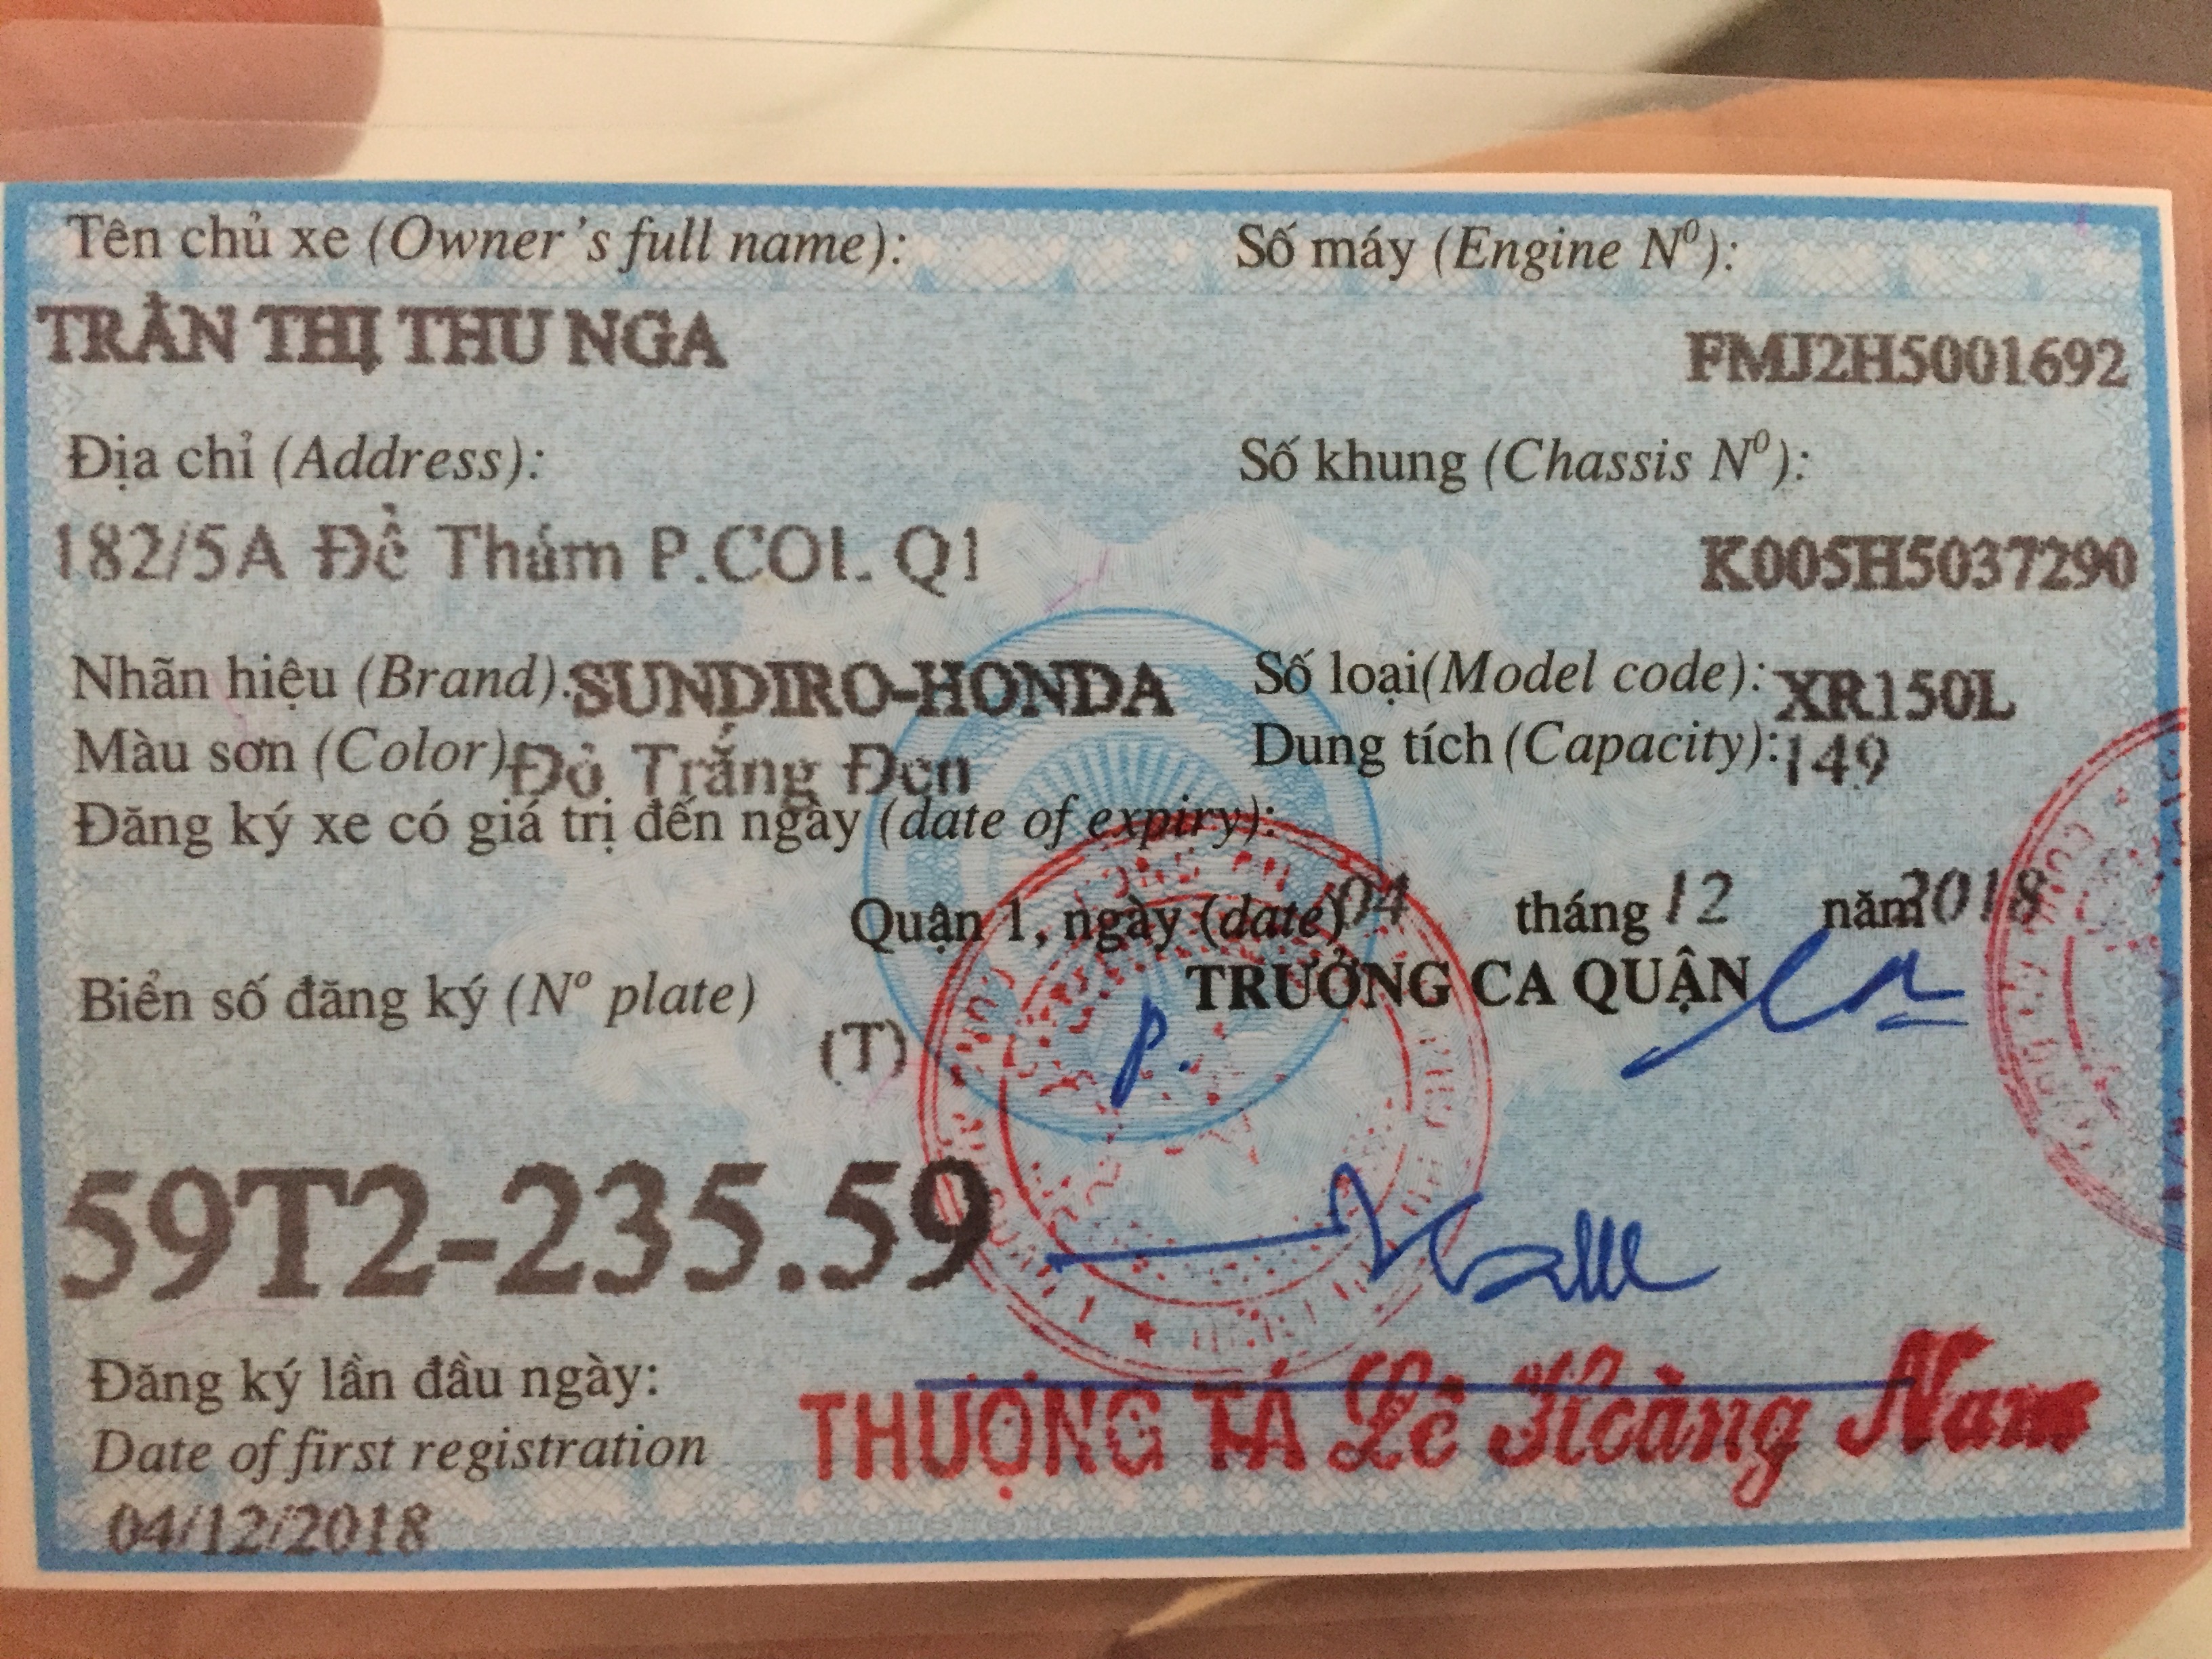 Tên chủ xe (Owner's full name):
Số máy (Engine Nº):
TRẦN THỊ THU NGA
FMJ2H5001692
Địa chỉ (Address):
Số khung (Chassis Nº):
182/5A Đề Thám P.COL Q1
K005H5037290
Nhãn hiệu (Brand): SUNDIRO-HONDA
Số loại (Model code): XR150L
Màu sơn (Color) Đỏ Trắng Đen
Dung tích (Capacity): 149
Đăng ký xe có giá trị đến ngày (date of expiry):
Quận 1, ngày (date) 04 tháng 12 năm 2018
Biển số đăng ký (Nº plate) (T)
TRƯỞNG CA QUẬN
59T2-235.59
Đăng ký lần đầu ngày:
Date of first registration
04/12/2018
THƯỢNG TÁ Lê Hoàng Nam